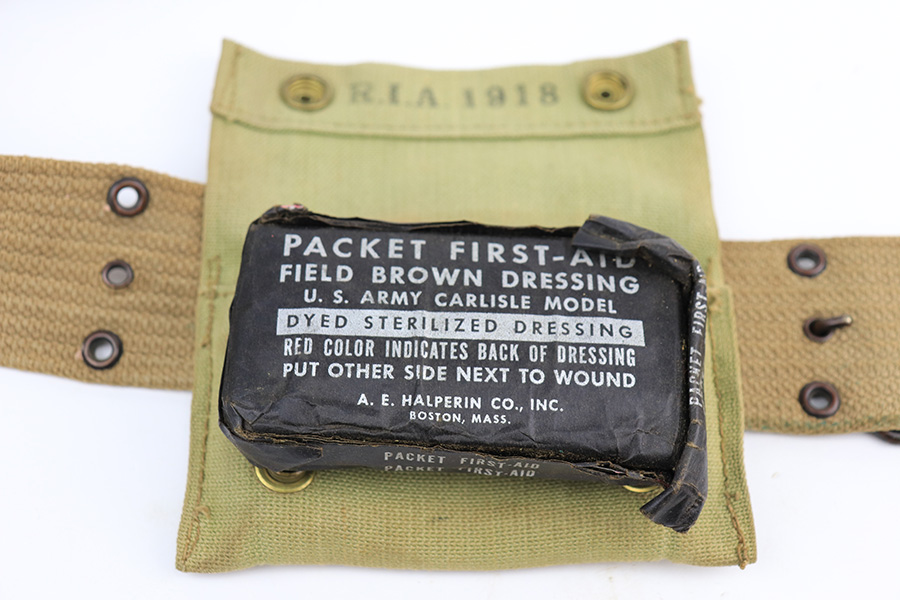 R.I.A. 1918
PACKET FIRST-AID
FIELD BROWN DRESSING
U. S. ARMY CARLISLE MODEL
DYED STERILIZED DRESSING
RED COLOR INDICATES BACK OF DRESSING
PUT OTHER SIDE NEXT TO WOUND
A. E. HALPERIN CO., INC.
BOSTON, MASS.
PACKET FIRST-AID
PACKET FIRST-AID
PACKET FIRST